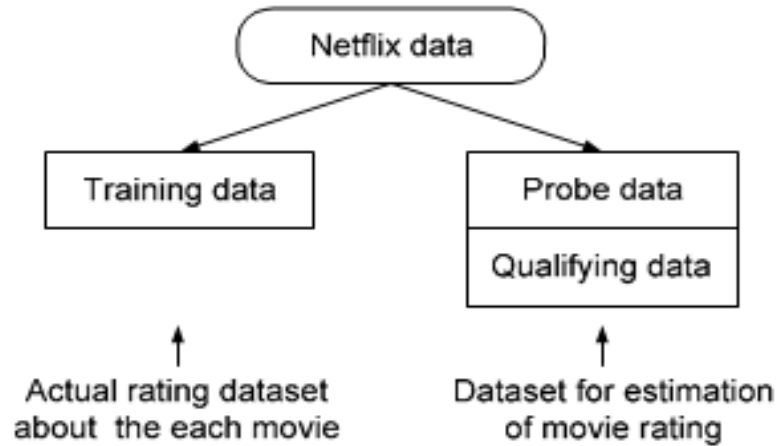 Netflix data
Training data
Probe data
Qualifying data
Actual rating dataset
about the each movie
Dataset for estimation
of movie rating